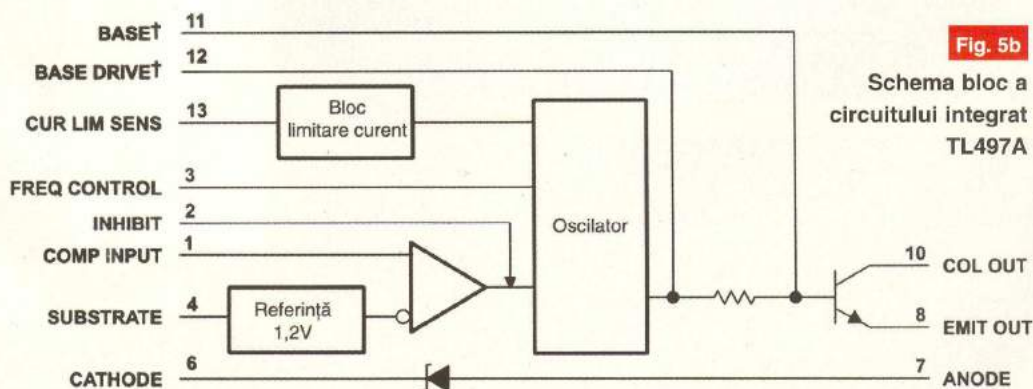 BASE† 11
BASE DRIVE† 12
CUR LIM SENS 13
Bloc
limitare curent
FREQ CONTROL 3
INHIBIT 2
COMP INPUT 1
SUBSTRATE 4
Referință
1,2V
CATHODE 6
Oscilator
10 COL OUT
8 EMIT OUT
7 ANODE
Fig. 5b
Schema bloc a
circuitului integrat
TL497A